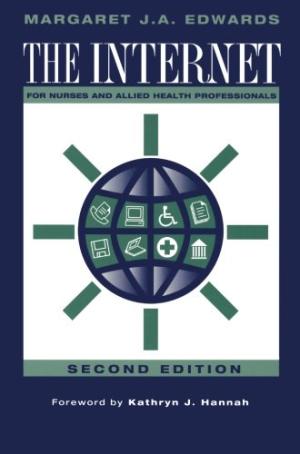 MARGARET J.A. EDWARDS
THE INTERNET
FOR NURSES AND ALLIED HEALTH PROFESSIONALS
SECOND EDITION
Foreword by Kathryn J. Hannah